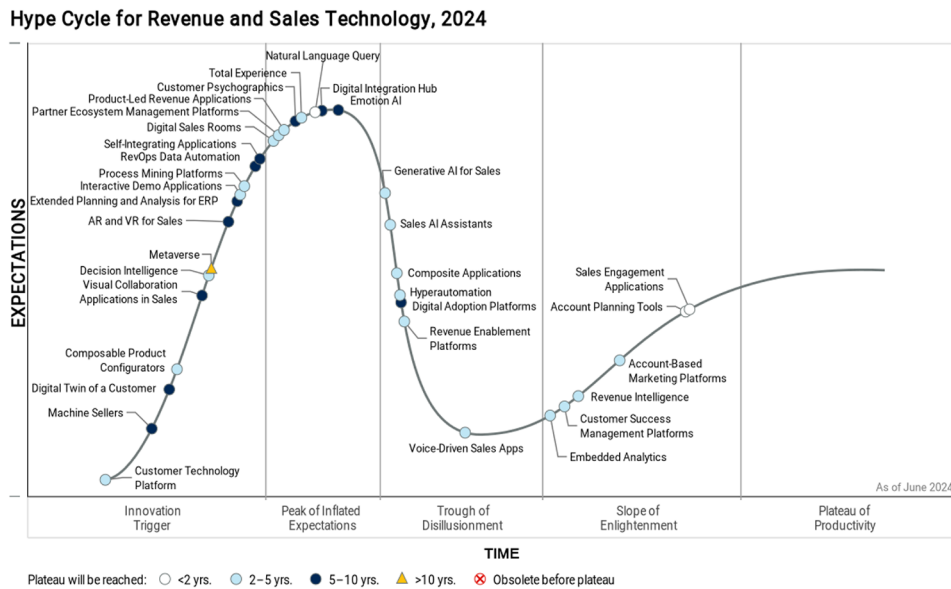 Hype Cycle for Revenue and Sales Technology, 2024
Natural Language Query
Total Experience
Customer Psychographics
Digital Integration Hub
Product-Led Revenue Applications
Emotion AI
Partner Ecosystem Management Platforms
Digital Sales Rooms
Self-Integrating Applications
RevOps Data Automation
Process Mining Platforms
Interactive Demo Applications
Extended Planning and Analysis for ERP
AR and VR for Sales
Metaverse
Decision Intelligence
Visual Collaboration
Applications in Sales
Composable Product
Configurators
Digital Twin of a Customer
Machine Sellers
Customer Technology
Platform
Generative AI for Sales
Sales AI Assistants
Composite Applications
Hyperautomation
Digital Adoption Platforms
Revenue Enablement
Platforms
Voice-Driven Sales Apps
Sales Engagement
Applications
Account Planning Tools
Account-Based
Marketing Platforms
Revenue Intelligence
Customer Success
Management Platforms
Embedded Analytics
EXPECTATIONS
As of June 2024
Innovation
Trigger
Peak of Inflated
Expectations
Trough of
Disillusionment
Slope of
Enlightenment
Plateau of
Productivity
TIME
Plateau will be reached: <2 yrs. 2–5 yrs. 5–10 yrs. >10 yrs. Obsolete before plateau